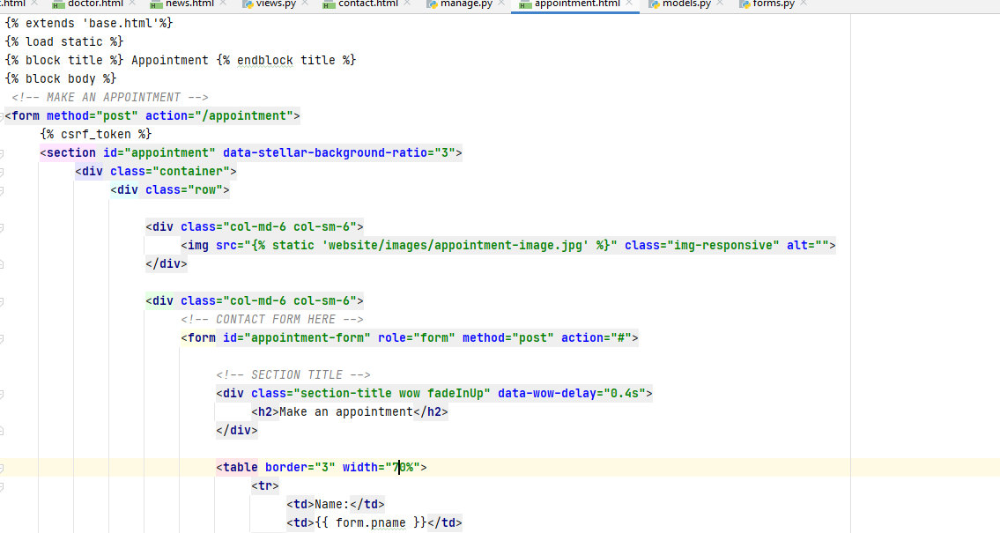 t.html doctor.html news.html views.py contact.html manage.py appointment.html models.py forms.py
{% extends 'base.html'%}
{% load static %}
{% block title %} Appointment {% endblock title %}
{% block body %}
<!-- MAKE AN APPOINTMENT -->
<form method="post" action="/appointment">
{% csrf_token %}
<section id="appointment" data-stellar-background-ratio="3">
<div class="container">
<div class="row">
<div class="col-md-6 col-sm-6">
<img src="{% static 'website/images/appointment-image.jpg' %}" class="img-responsive" alt="">
</div>
<div class="col-md-6 col-sm-6">
<!-- CONTACT FORM HERE -->
<form id="appointment-form" role="form" method="post" action="#">
<!-- SECTION TITLE -->
<div class="section-title wow fadeInUp" data-wow-delay="0.4s">
<h2>Make an appointment</h2>
</div>
<table border="3" width="70%">
<tr>
<td>Name:</td>
<td>{{ form.pname }}</td>